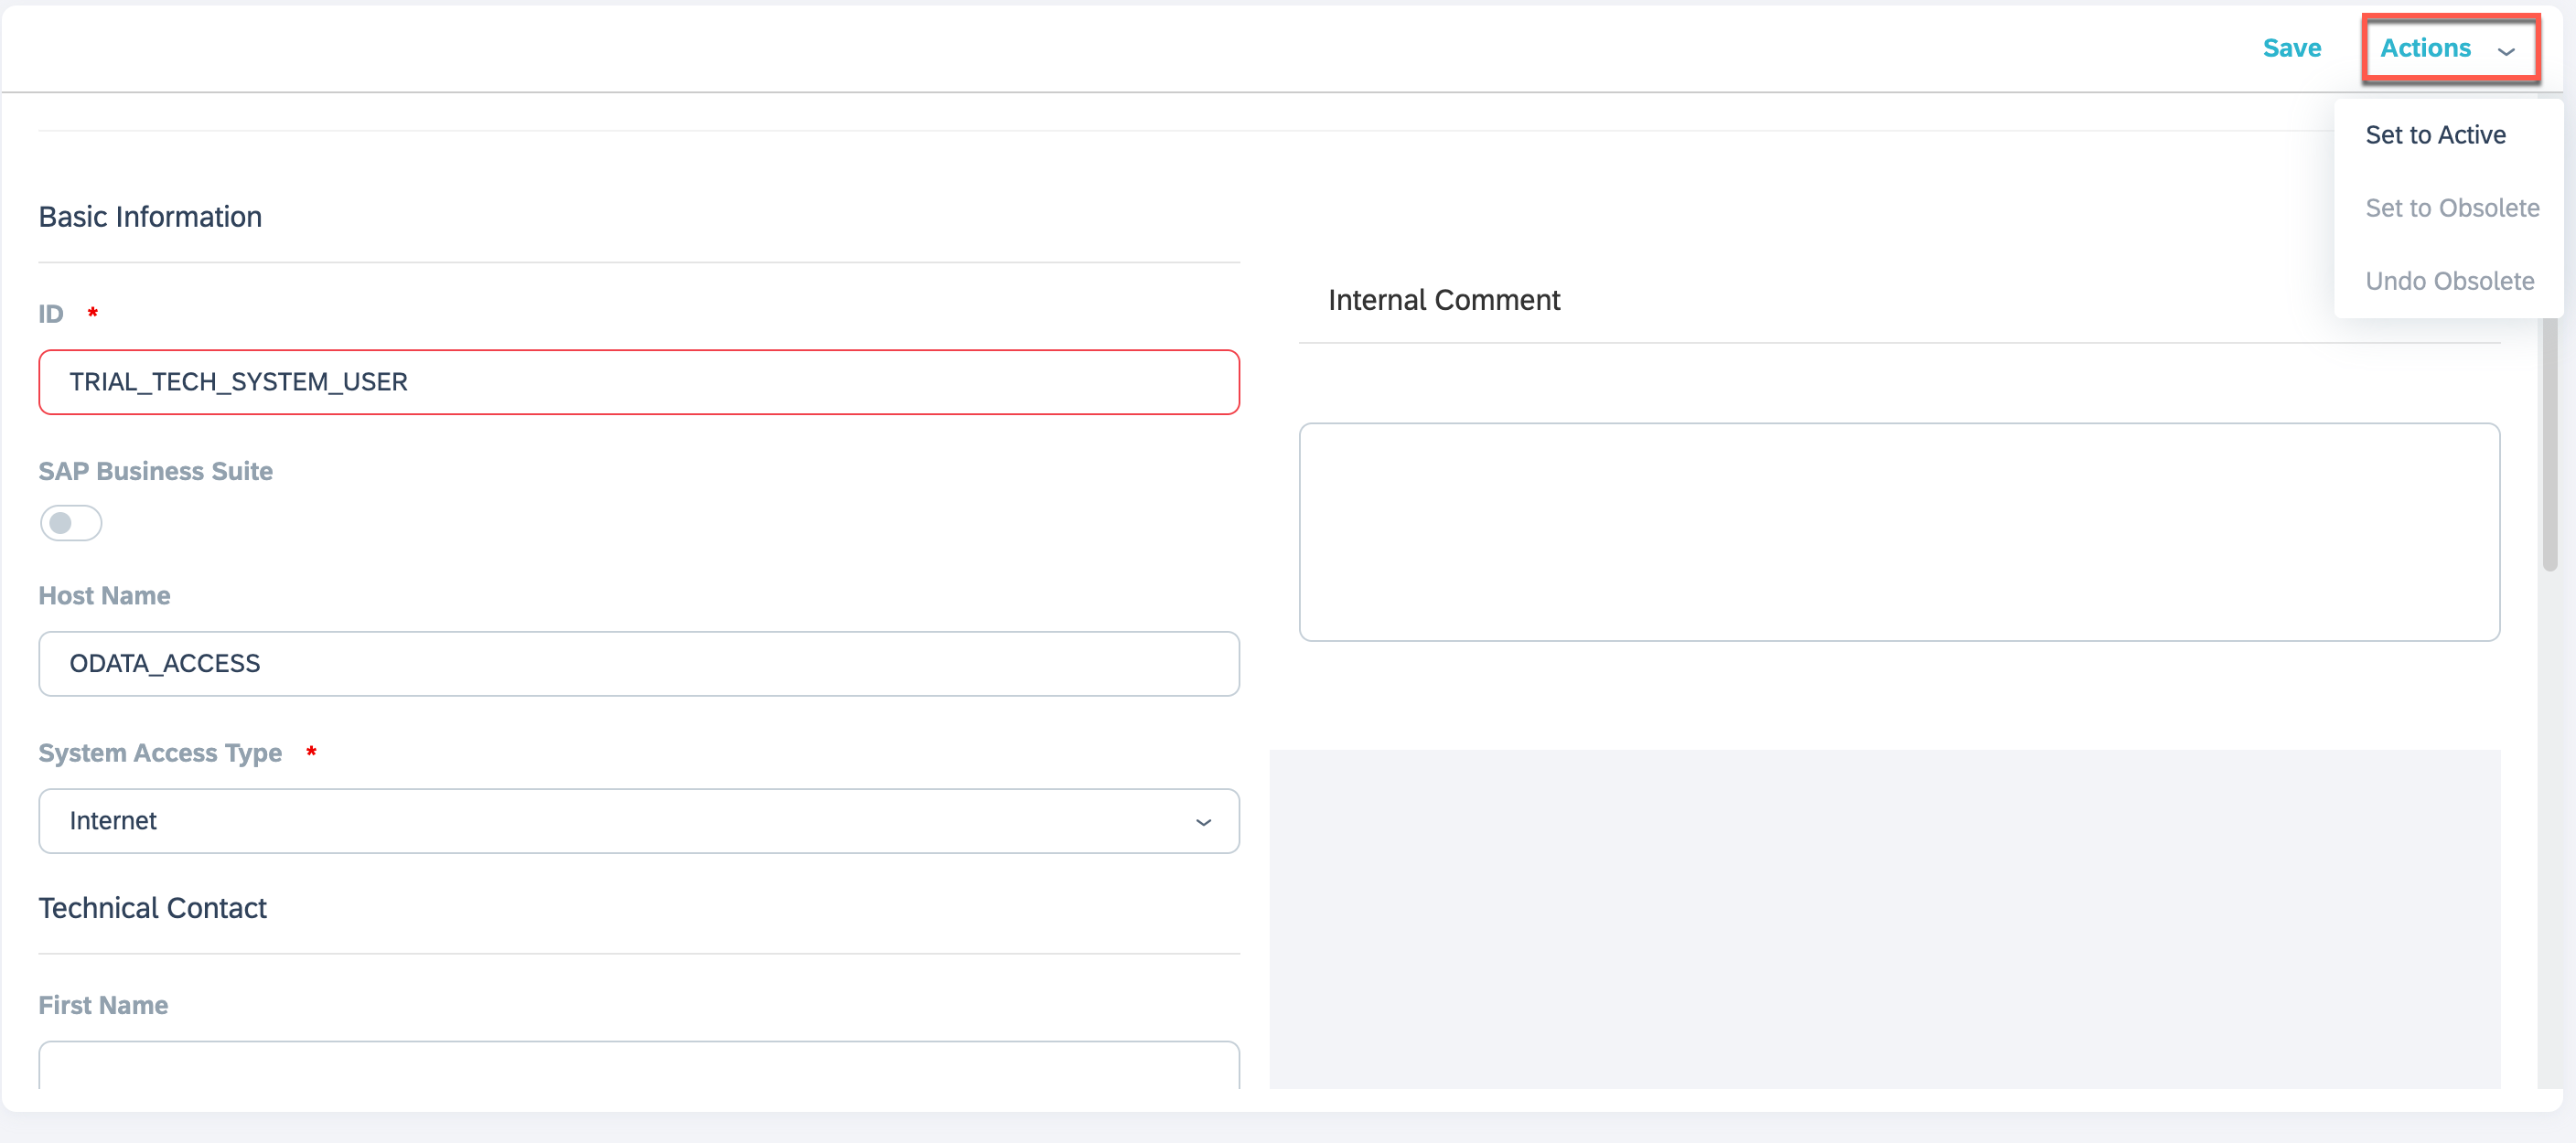 Save Actions
Set to Active
Set to Obsolete
Undo Obsolete
Basic Information
ID *
TRIAL_TECH_SYSTEM_USER
SAP Business Suite
Host Name
ODATA_ACCESS
System Access Type *
Internet
Technical Contact
First Name
Internal Comment